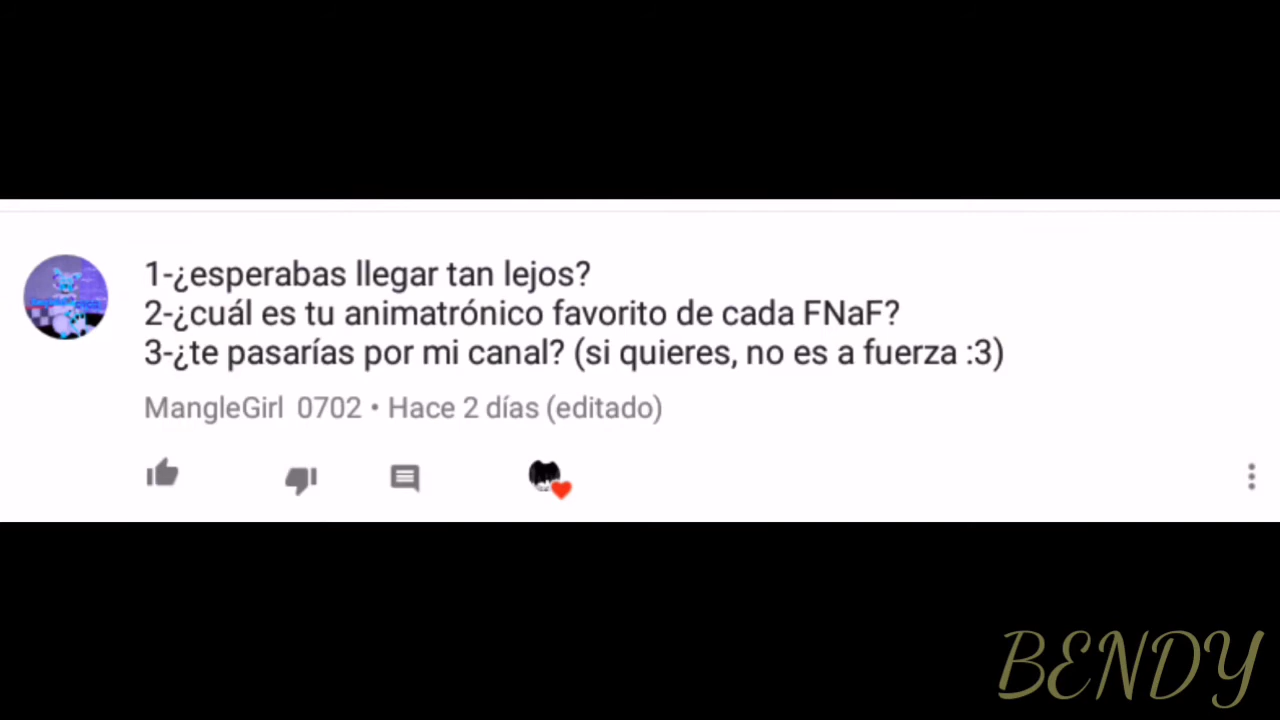 1-¿esperabas llegar tan lejos?
2-¿cuál es tu animatrónico favorito de cada FNaF?
3-¿te pasarías por mi canal? (si quieres, no es a fuerza :3)
MangleGirl 0702 • Hace 2 días (editado)
BENDY